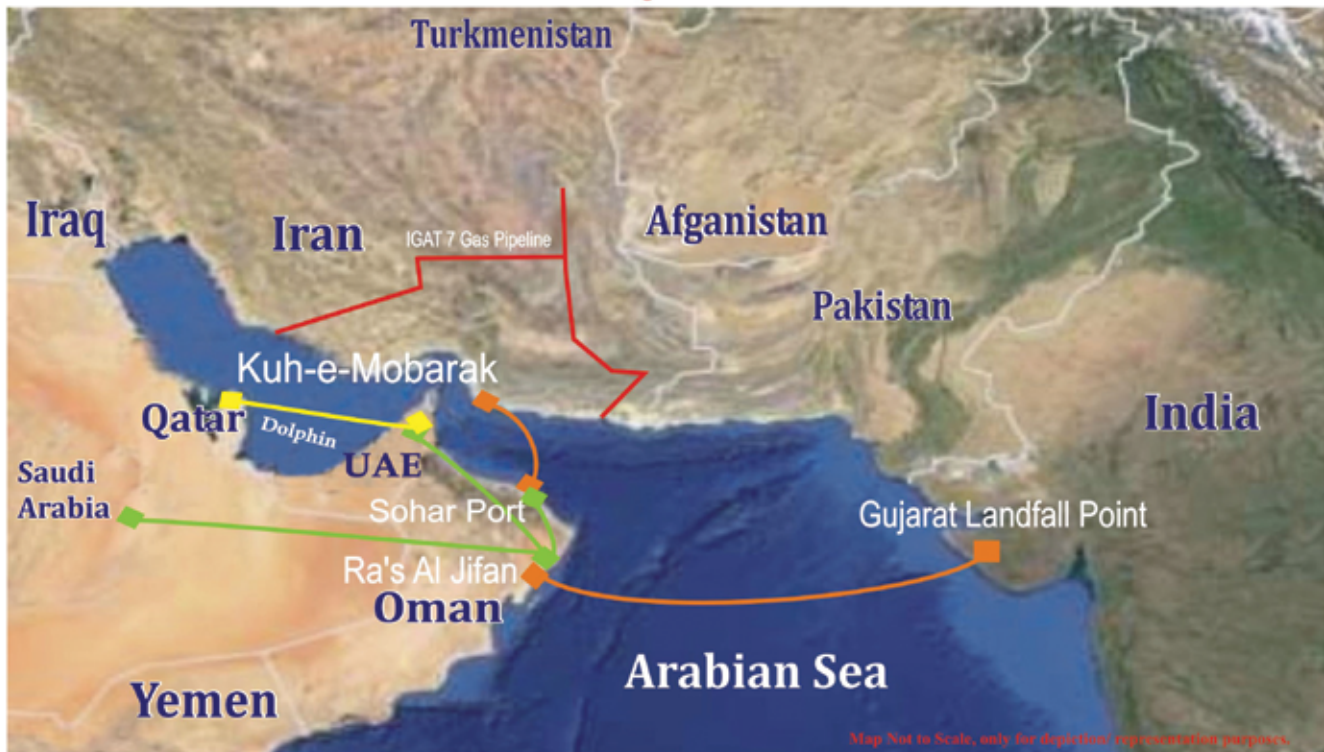 Turkmenistan
Iraq
Iran
Afganistan
IGAT 7 Gas Pipeline
Pakistan
Kuh-e-Mobarak
Qatar
Dolphin
India
UAE
Saudi
Arabia
Sohar Port
Gujarat Landfall Point
Ra's Al Jifan
Oman
Arabian Sea
Yemen
Map Not to Scale, only for depiction/ representation purposes.